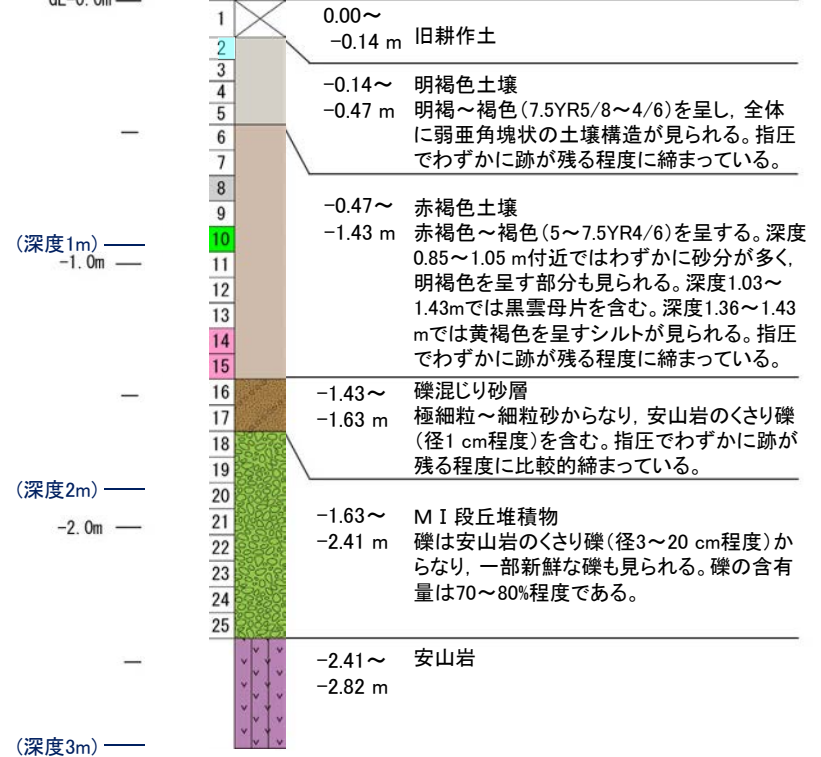 GL-0.0m
1
2
3
4
5
6
7
8
9
10
11
12
13
14
15
16
17
18
19
20
21
22
23
24
25
(深度1m)
-1.0m
(深度2m)
-2.0m
(深度3m)
0.00~
-0.14 m 旧耕作土
-0.14~ 明褐色土壌
-0.47 m 明褐~褐色(7.5YR5/8~4/6)を呈し,全体
に弱亜角塊状の土壌構造が見られる。指圧
でわずかに跡が残る程度に締まっている。
-0.47~ 赤褐色土壌
-1.43 m 赤褐色~褐色(5~7.5YR4/6)を呈する。深度
0.85~1.05 m付近ではわずかに砂分が多く,
明褐色を呈す部分も見られる。深度1.03~
1.43mでは黒雲母片を含む。深度1.36~1.43
mでは黄褐色を呈すシルトが見られる。指圧
でわずかに跡が残る程度に締まっている。
-1.43~ 礫混じり砂層
-1.63 m 極細粒~細粒砂からなり,安山岩のくさり礫
(径1 cm程度)を含む。指圧でわずかに跡が
残る程度に比較的締まっている。
-1.63~ MⅠ段丘堆積物
-2.41 m 礫は安山岩のくさり礫(径3~20 cm程度)か
らなり,一部新鮮な礫も見られる。礫の含有
量は70~80%程度である。
-2.41~ 安山岩
-2.82 m